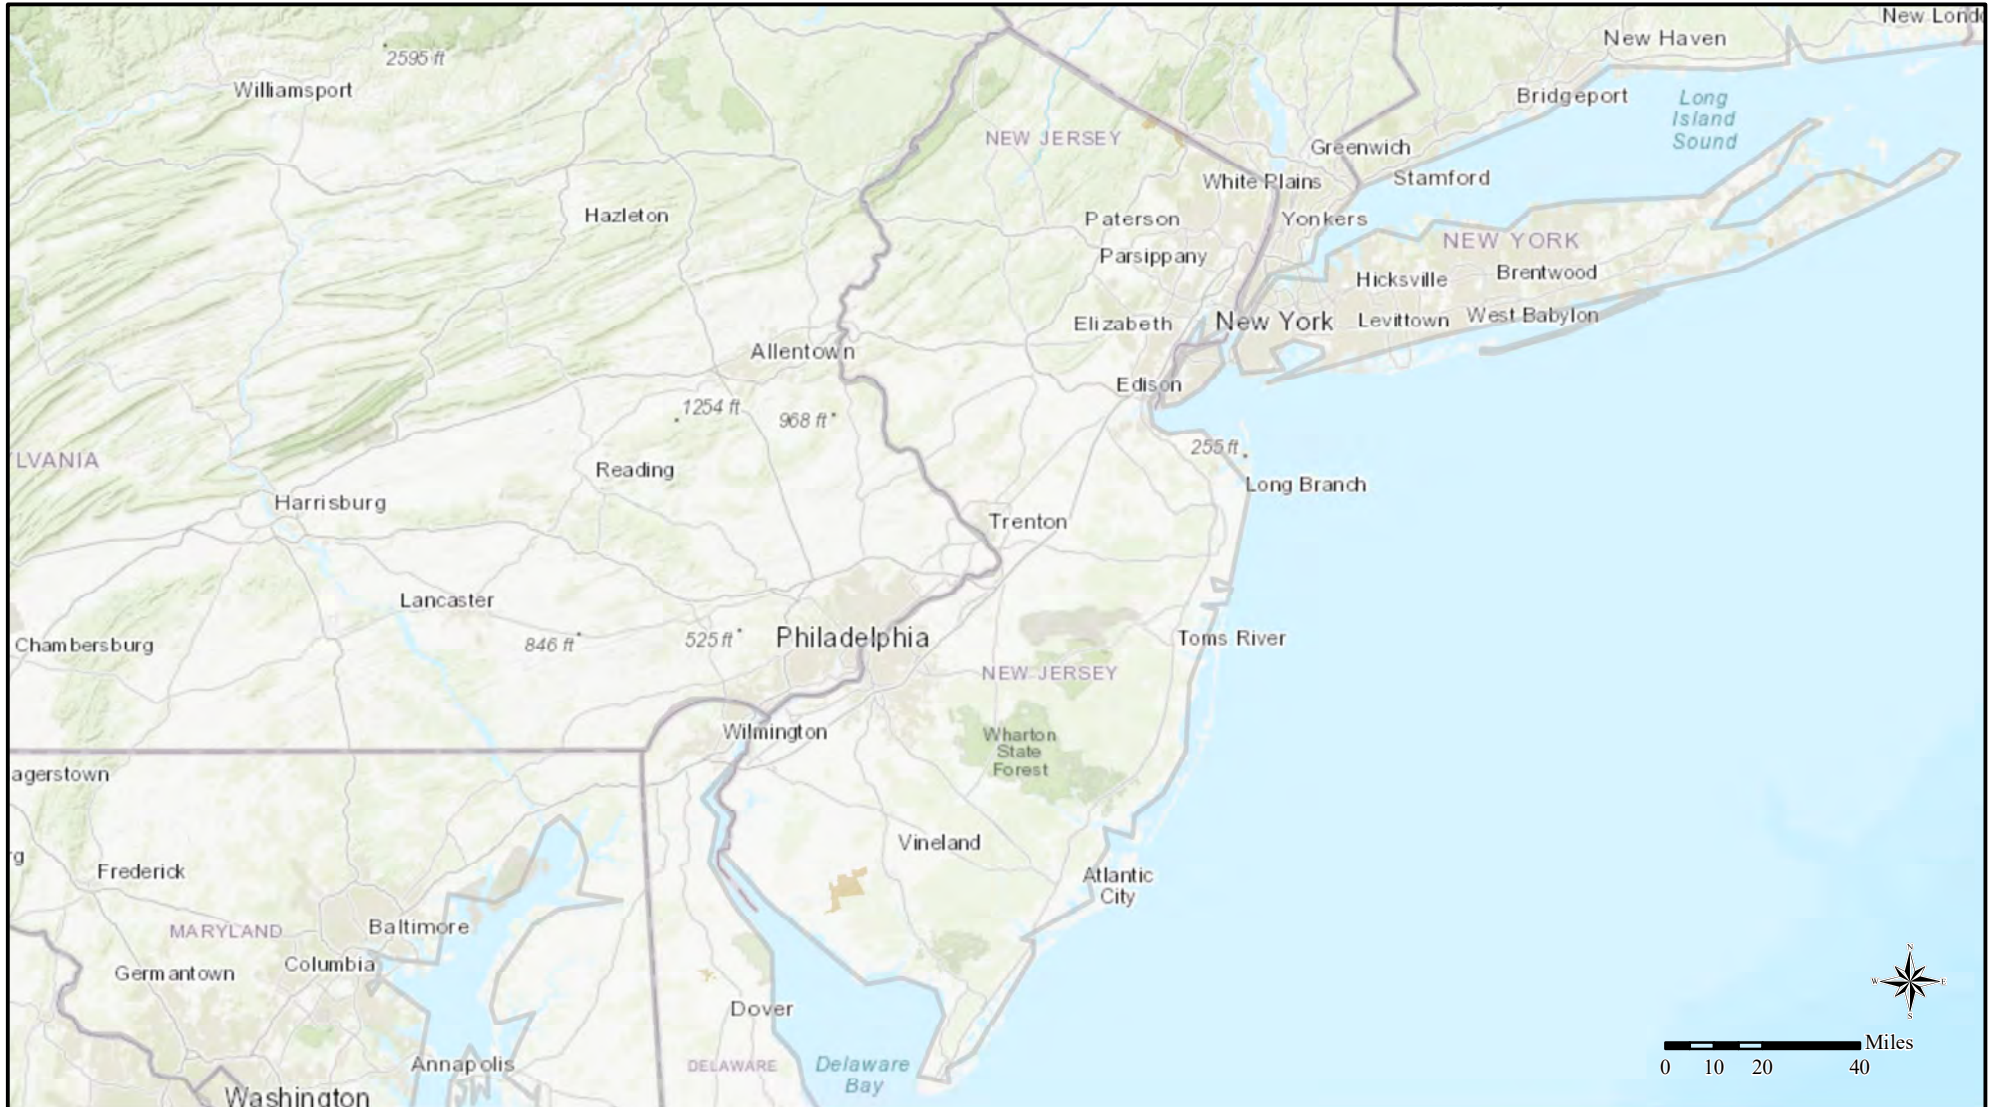 New Lond
New Haven
2595 ft
Williamsport
Bridgeport
Long
Island
Sound
NEW JERSEY
Greenwich
White Plains
Stamford
Hazleton
Paterson
Yonkers
NEW YORK
Parsippany
Hicksville
Brentwood
Elizabeth
New York
Levittown
West Babylon
Allentown
Edison
1254 ft
968 ft
255 ft
LVANIA
Reading
Long Branch
Harrisburg
Trenton
Lancaster
Chambersburg
846 ft
525 ft
Philadelphia
Toms River
NEW JERSEY
Wilmington
Wharton
State
Forest
agerstown
Vineland
rg
Frederick
Atlantic
City
MARYLAND
Baltimore
Columbia
Germantown
N
W
E
S
Dover
Annapolis
DELAWARE
Delaware
Bay
Washington
Miles
0 10 20 40